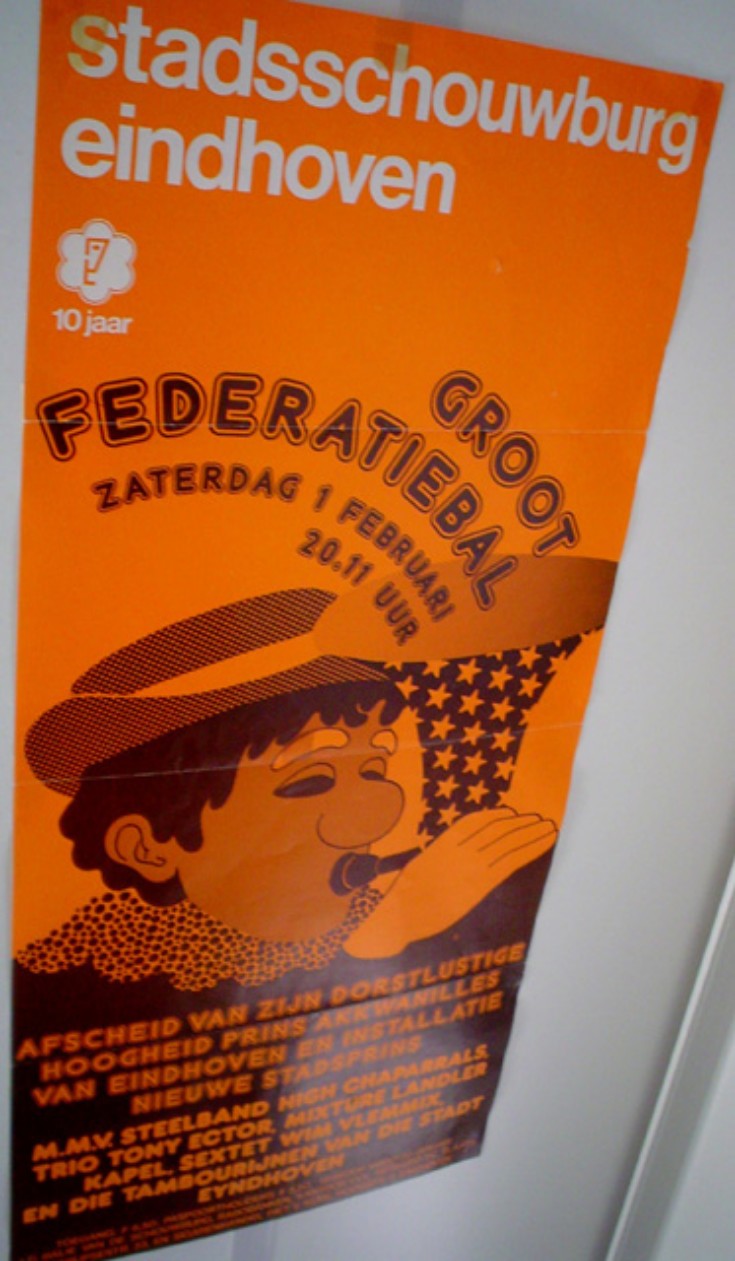 stadsschouwburg
eindhoven
10 jaar
GROOT
FEDERATIEBAL
ZATERDAG 1 FEBRUARI
20.11 UUR
AFSCHEID VAN ZIJN DORSTLUSTIGE
HOOGHEID PRINS AKKWANILLES
VAN EINDHOVEN EN INSTALLATIE
NIEUWE STADSPRINS
M.M.V. STEELBAND HIGH CHAPARRALS,
TRIO TONY ECTOR, MIXTURE LANDLER
KAPEL, SEXTET WIM VLEMMIX,
EN DIE TAMBOURIJNEN VAN DIE STADT
EYNDHOVEN